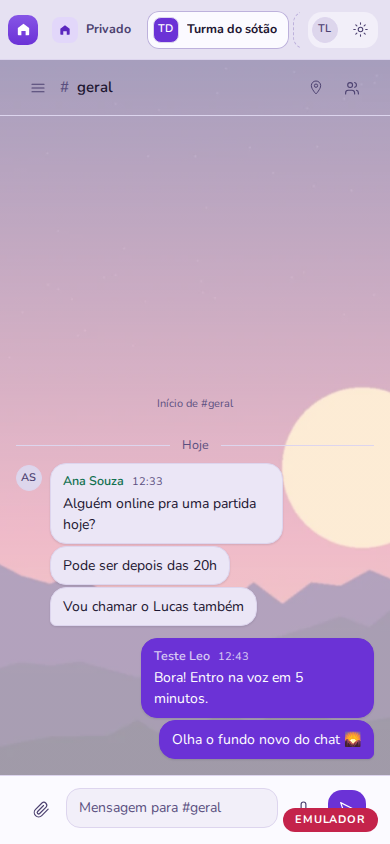 Privado
TD
Turma do sótão
TL
# geral
Início de #geral
Hoje
AS
Ana Souza 12:33
Alguém online pra uma partida
hoje?
Pode ser depois das 20h
Vou chamar o Lucas também
Teste Leo 12:43
Bora! Entro na voz em 5
minutos.
Olha o fundo novo do chat 🌄
Mensagem para #geral
EMULADOR